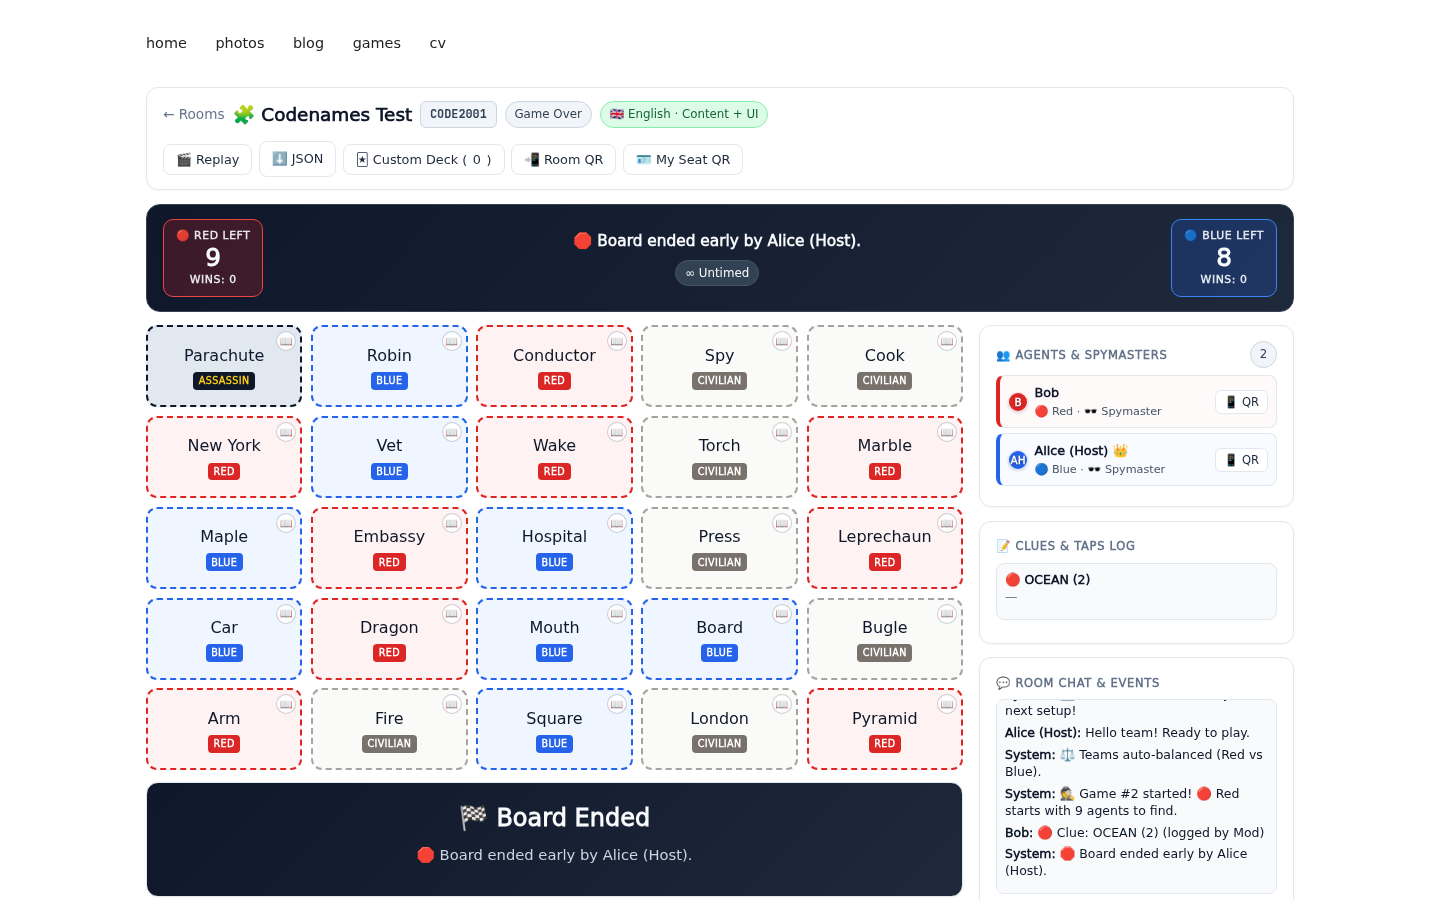 home photos blog games cv
← Rooms 🧩 Codenames Test CODE2001 Game Over 🇬🇧 English · Content + UI
🎬 Replay ⬇️ JSON 🃏 Custom Deck ( 0 ) 📲 Room QR 🪪 My Seat QR
🔴 RED LEFT
9
WINS: 0
🛑 Board ended early by Alice (Host).
∞ Untimed
🔵 BLUE LEFT
8
WINS: 0
Parachute
ASSASSIN
Robin
BLUE
Conductor
RED
Spy
CIVILIAN
Cook
CIVILIAN
New York
RED
Vet
BLUE
Wake
RED
Torch
CIVILIAN
Marble
RED
Maple
BLUE
Embassy
RED
Hospital
BLUE
Press
CIVILIAN
Leprechaun
RED
Car
BLUE
Dragon
RED
Mouth
BLUE
Board
BLUE
Bugle
CIVILIAN
Arm
RED
Fire
CIVILIAN
Square
BLUE
London
CIVILIAN
Pyramid
RED
🏁 Board Ended
🛑 Board ended early by Alice (Host).
👥 AGENTS & SPYMASTERS 2
B Bob
🔴 Red · 🕶️ Spymaster
📱 QR
AH Alice (Host) 👑
🔵 Blue · 🕶️ Spymaster
📱 QR
📝 CLUES & TAPS LOG
🔴 OCEAN (2)
—
💬 ROOM CHAT & EVENTS
next setup!
Alice (Host): Hello team! Ready to play.
System: ⚖️ Teams auto-balanced (Red vs
Blue).
System: 🕵️ Game #2 started! 🔴 Red
starts with 9 agents to find.
Bob: 🔴 Clue: OCEAN (2) (logged by Mod)
System: 🛑 Board ended early by Alice
(Host).